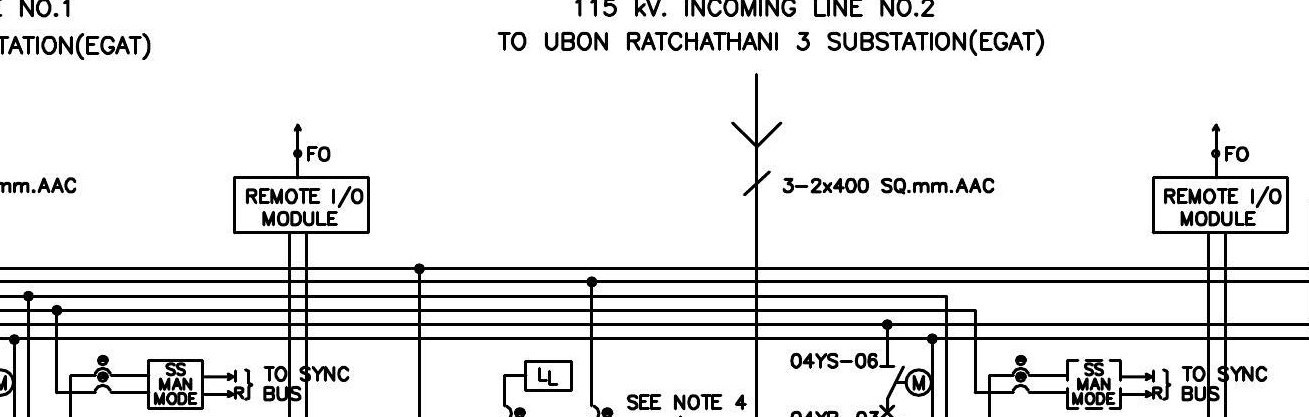 NO.1
115 kV. INCOMING LINE NO.2
TATION(EGAT)
TO UBON RATCHATHANI 3 SUBSTATION(EGAT)
FO
FO
mm.AAC
REMOTE I/O
MODULE
3-2x400 SQ.mm.AAC
REMOTE I/O
MODULE
M
SS
MAN
MODE
I
R
TO SYNC
BUS
LL
SEE NOTE 4
04YS-06
M
SS
MAN
MODE
I
R
TO SYNC
BUS